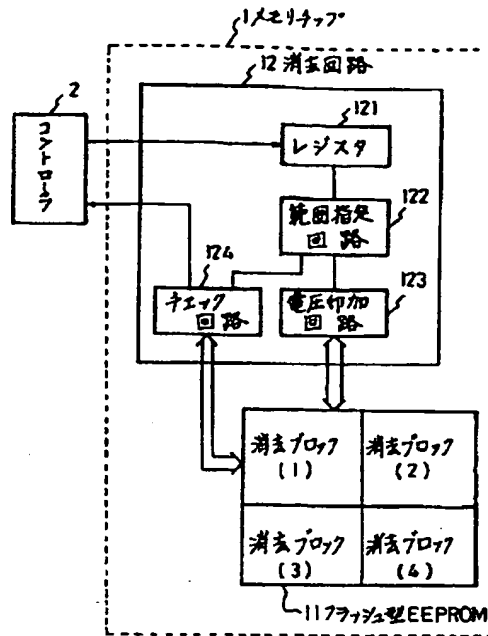 1メモリチップ
12消去回路
2
コントローラ
121
レジスタ
範囲指定
回路
122
124
チェック
回路
電圧印加
回路
123
消去ブロック
(1)
消去ブロック
(2)
消去ブロック
(3)
消去ブロック
(4)
11フラッシュ型EEPROM